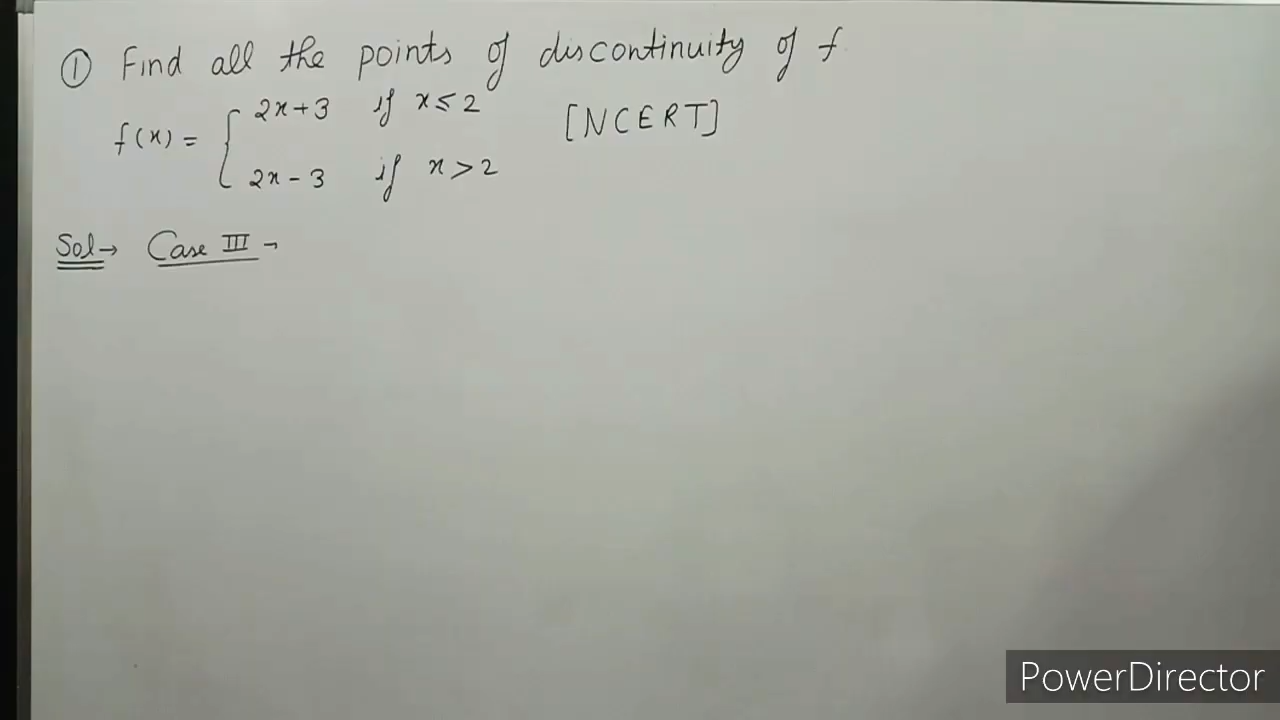 ① Find all the points of discontinuity of f
f(x) = { 2x+3 if x ≤ 2 [NCERT]
2x - 3 if x > 2
Sol→ Case III ¬
PowerDirector